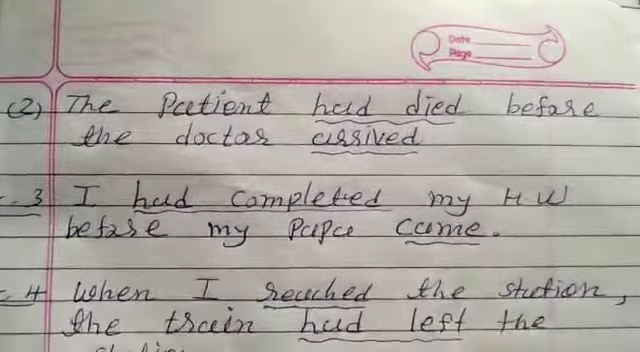 Date
Page
(2) The Patient had died before
the doctor arrived
3 I had completed my H W
before my Papa came.
4 When I reached the station,
the train had left the